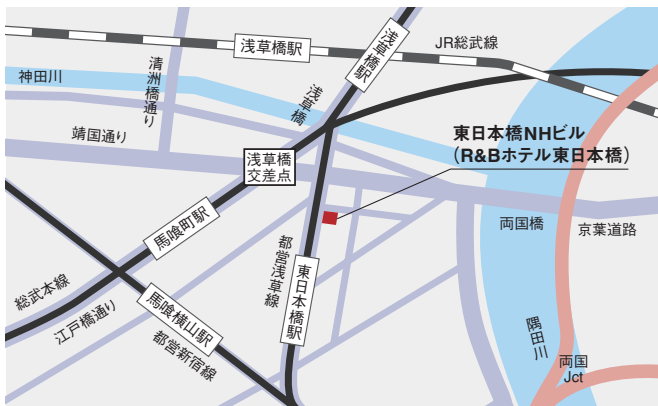 浅草橋駅
浅草橋駅
JR総武線
清洲橋通り
神田川
浅草橋
靖国通り
浅草橋
交差点
東日本橋NHビル
（R&Bホテル東日本橋）
馬喰町駅
両国橋
京葉道路
都営浅草線
東日本橋駅
総武本線
江戸橋通り
馬喰横山駅
都営新宿線
隅田川
両国
Jct